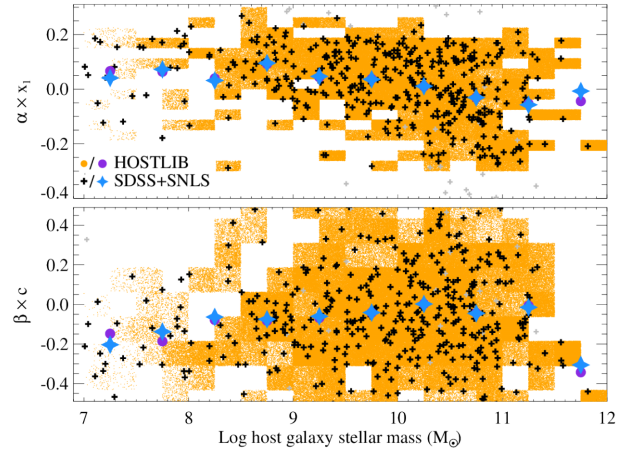 0.2
0.0
-0.2
-0.4
α × x₁
●/● HOSTLIB
+/✦ SDSS+SNLS
0.4
0.2
0.0
-0.2
-0.4
β × c
7 8 9 10 11 12
Log host galaxy stellar mass (M⊙)